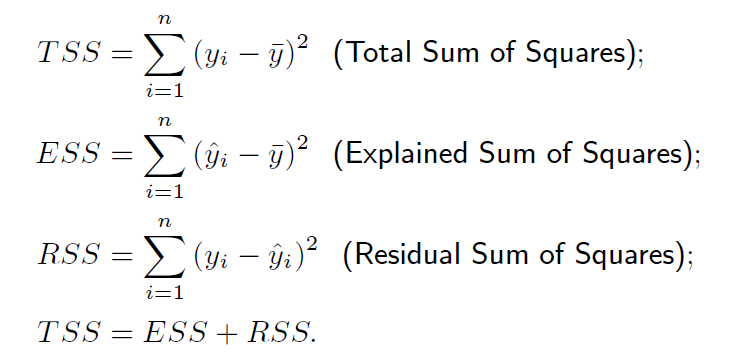 TSS = \sum_{i=1}^{n} (y_i − \bar{y})^2 (Total Sum of Squares);
ESS = \sum_{i=1}^{n} (\hat{y}_i − \bar{y})^2 (Explained Sum of Squares);
RSS = \sum_{i=1}^{n} (y_i − \hat{y}_i)^2 (Residual Sum of Squares);
TSS = ESS + RSS.